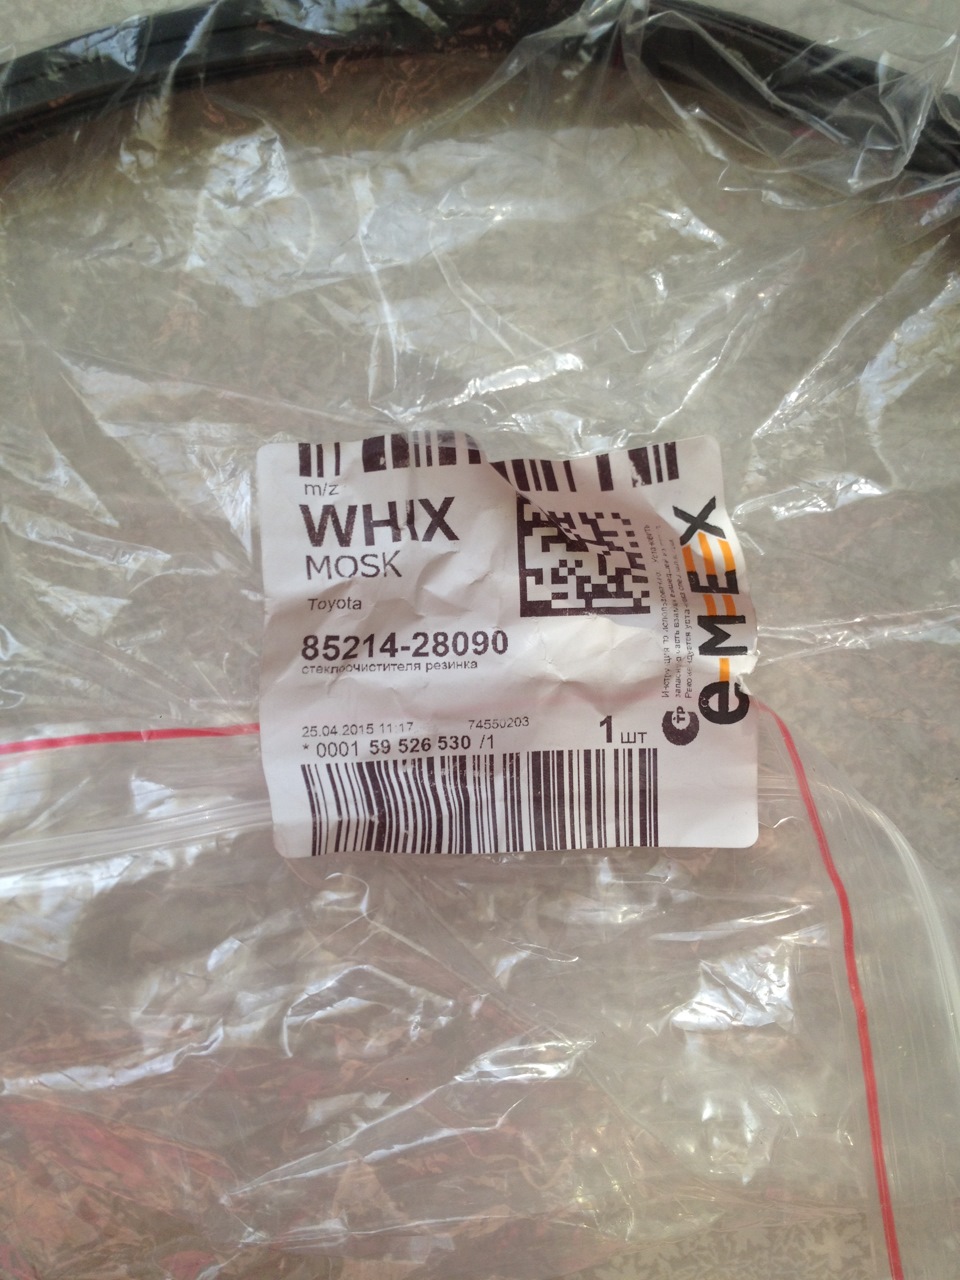 m/z
WHIX
MOSK
Toyota
85214-28090
стеклоочистителя резинка
25.04.2015 11:17 74550203
* 0001 59 526 530 /1
1 шт
e-MEX